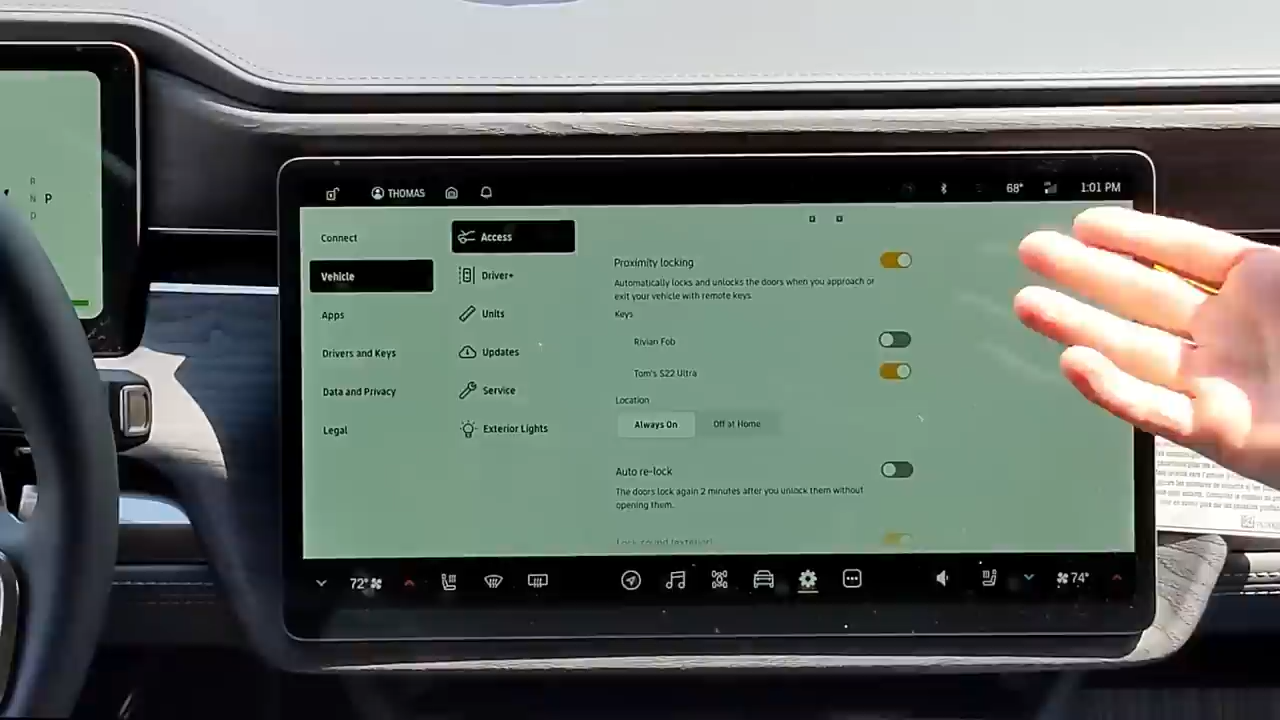 R
N P
D
THOMAS
68°
1:01 PM
Connect
Vehicle
Apps
Drivers and Keys
Data and Privacy
Legal
Access
Driver+
Units
Updates
Service
Exterior Lights
Proximity locking
Automatically locks and unlocks the doors when you approach or
exit your vehicle with remote keys.
Keys
Rivian Fob
Tom's S22 Ultra
Location
Always On
Off at Home
Auto re-lock
The doors lock again 2 minutes after you unlock them without
opening them.
Lock sound (exterior)
72°
74°